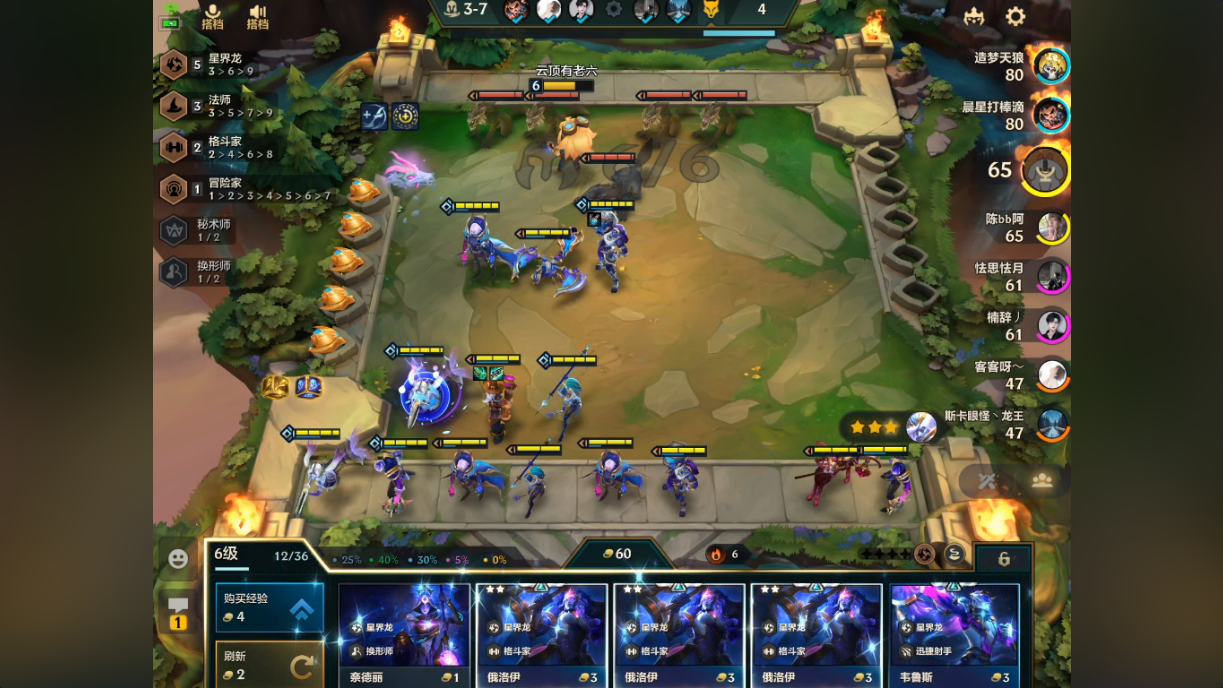 搭档
搭档
3-7
4
5 星界龙
3 > 6 > 9
3 法师
3 > 5 > 7 > 9
2 格斗家
2 > 4 > 6 > 8
1 冒险家
1 > 2 > 3 > 4 > 5 > 6 > 7
秘术师
1 / 2
换形师
1 / 2
云顶有老六
6
6/6
造梦天狼
80
晨星打棒滴
80
65
陈bb阿
65
怯思怯月
61
楠辞丿
61
客客呀～
47
斯卡眼怪丶龙王
47
6级
12/36
25% 40% 30% 5% 0%
60
6
购买经验
4
刷新
2
1
星界龙
换形师
奈德丽 1
星界龙
格斗家
俄洛伊 3
星界龙
格斗家
俄洛伊 3
星界龙
格斗家
俄洛伊 3
星界龙
迅捷射手
韦鲁斯 3